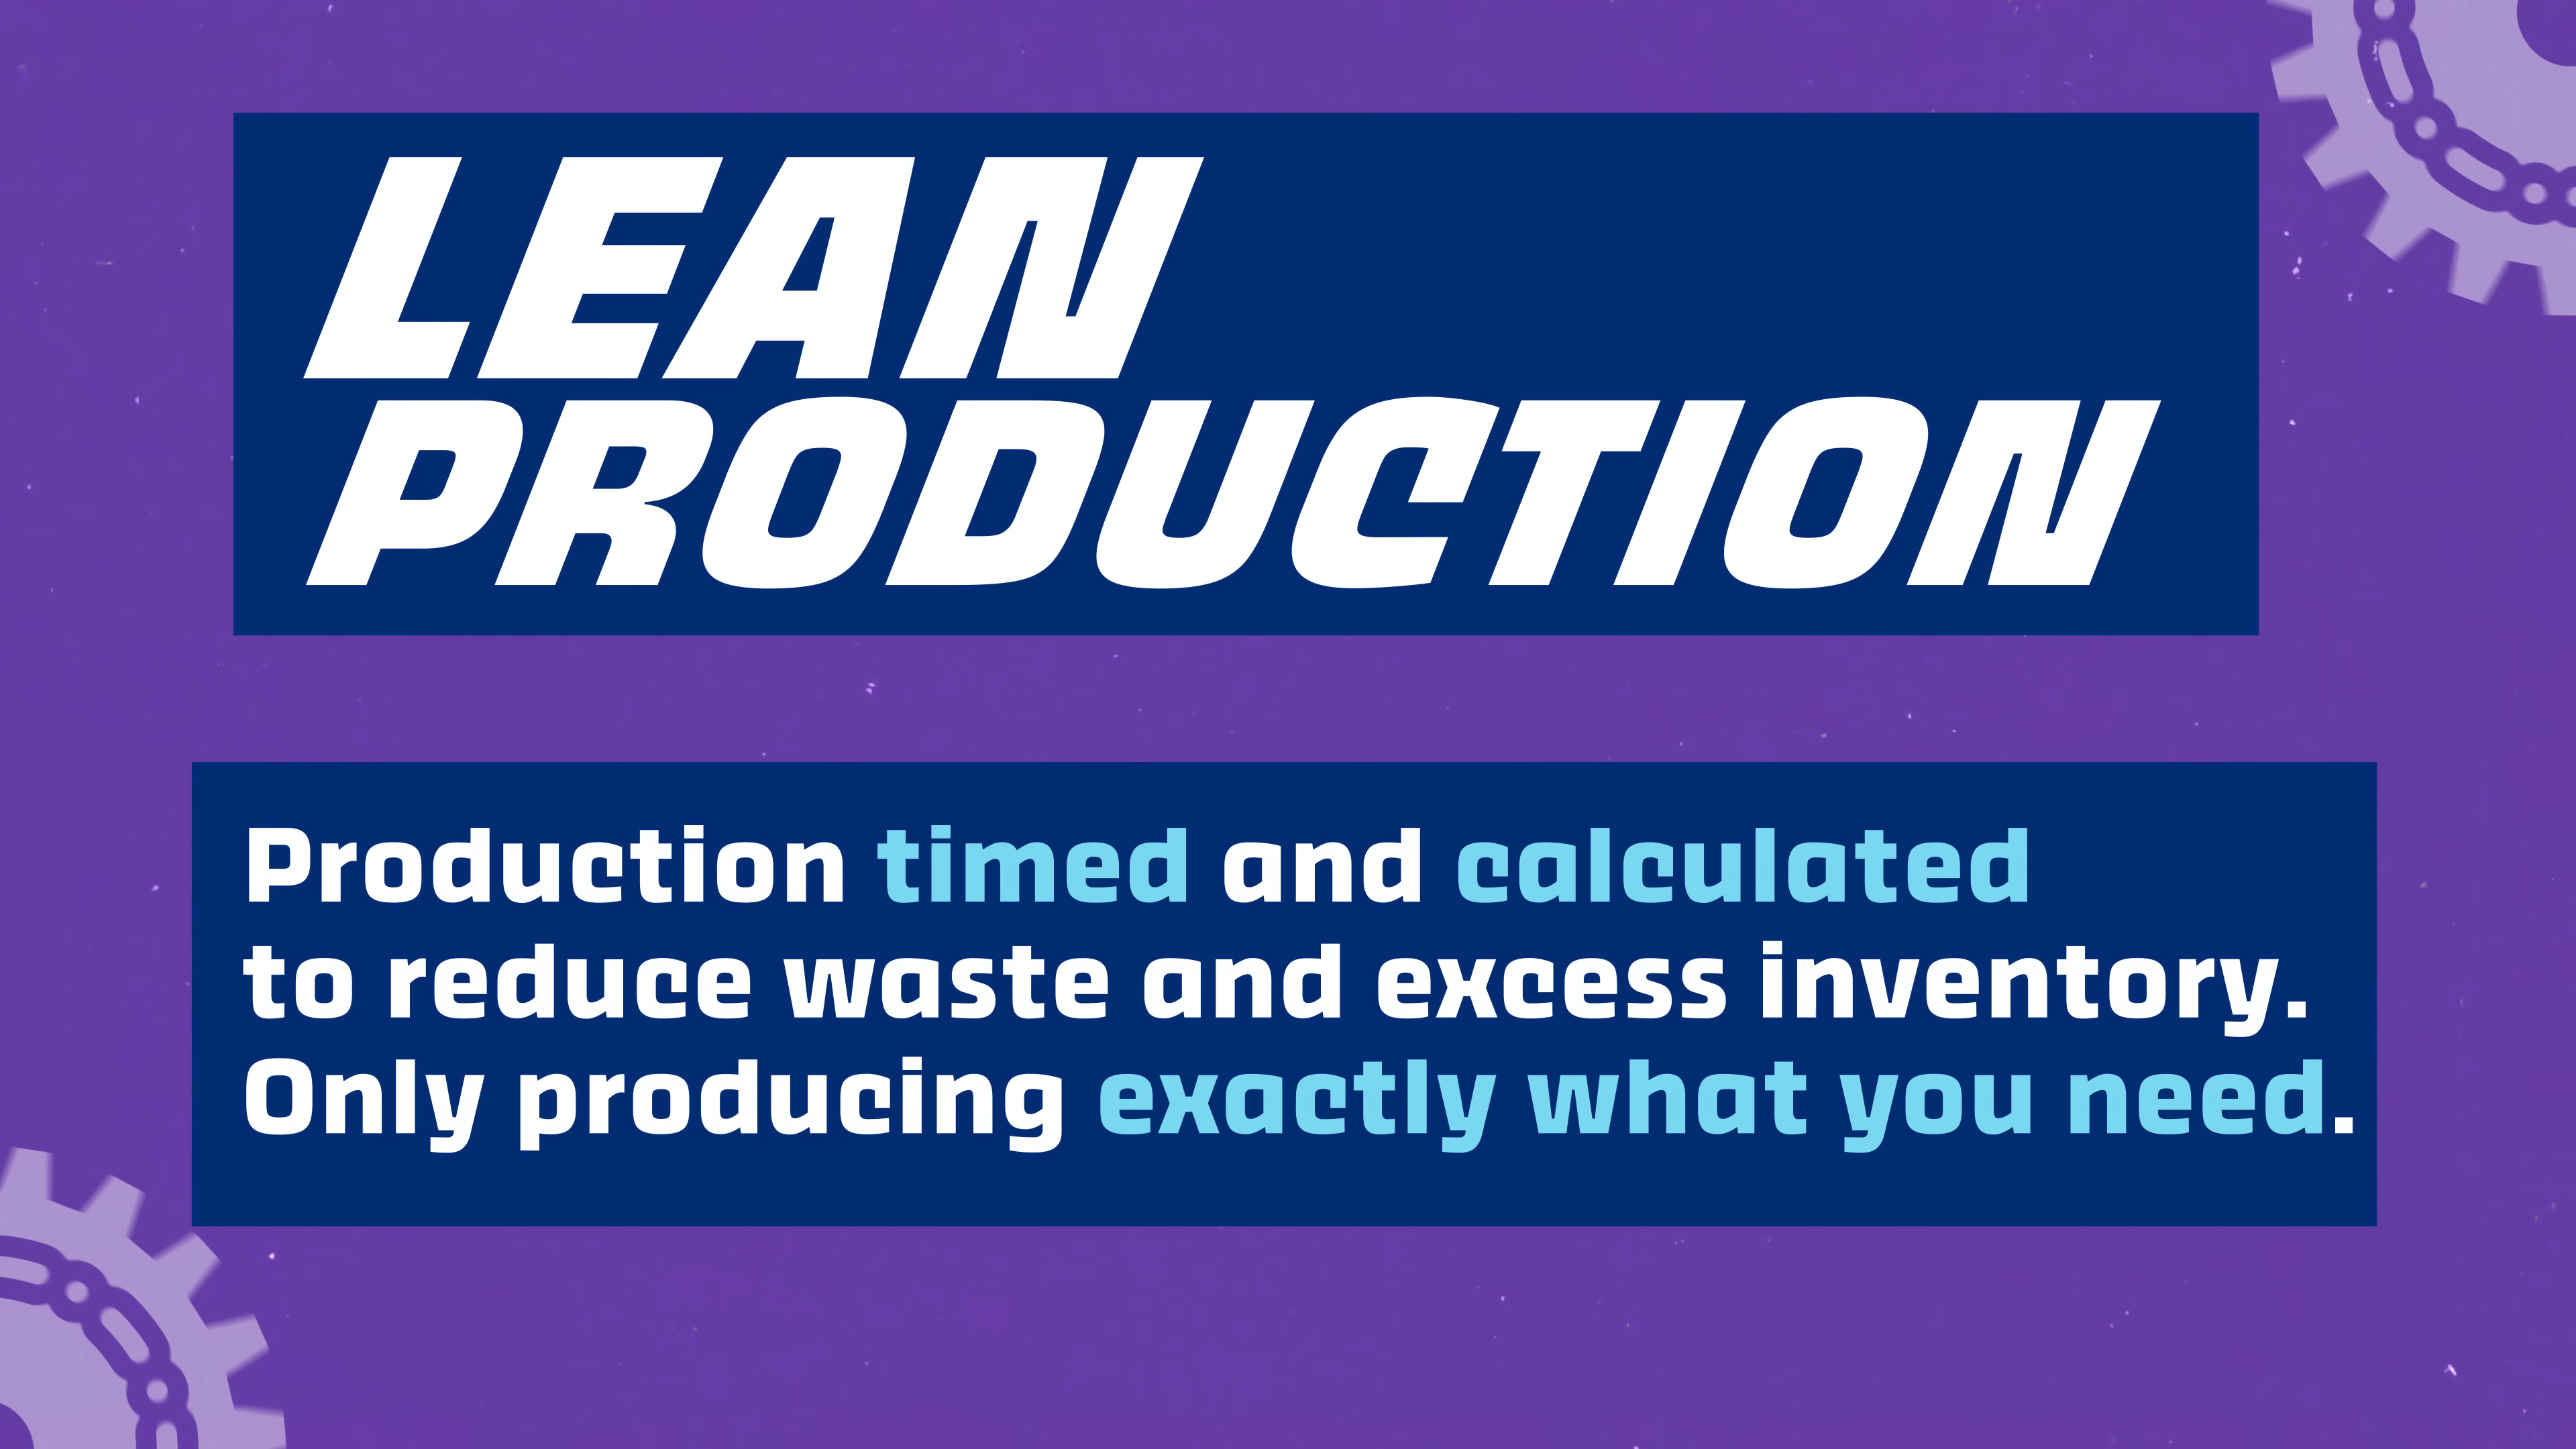 LEAN
PRODUCTION
Production timed and calculated
to reduce waste and excess inventory.
Only producing exactly what you need.